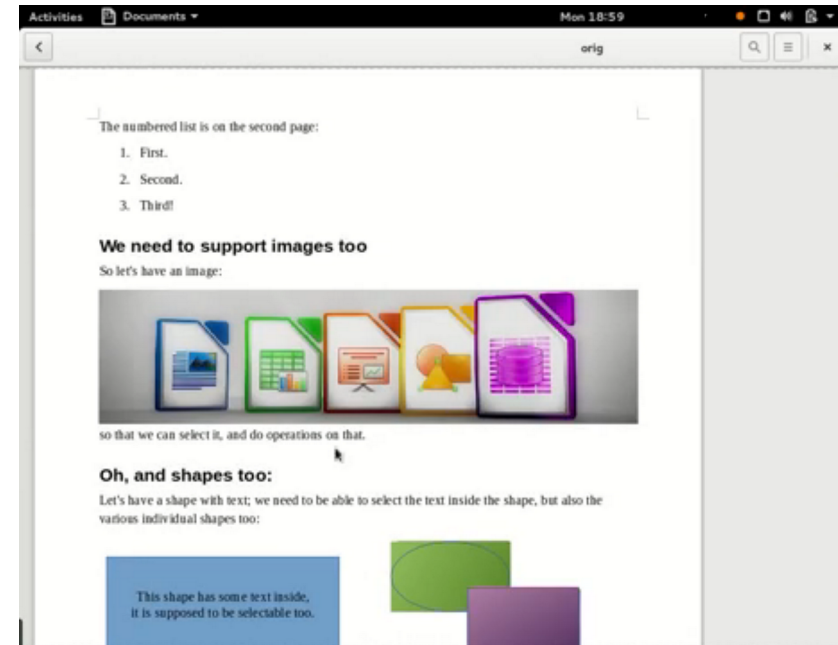 Activities Documents Mon 18:59
orig
The numbered list is on the second page:
1. First.
2. Second.
3. Third!
We need to support images too
So let's have an image:
so that we can select it, and do operations on that.
Oh, and shapes too:
Let's have a shape with text; we need to be able to select the text inside the shape, but also the
various individual shapes too:
This shape has some text inside,
it is supposed to be selectable too.